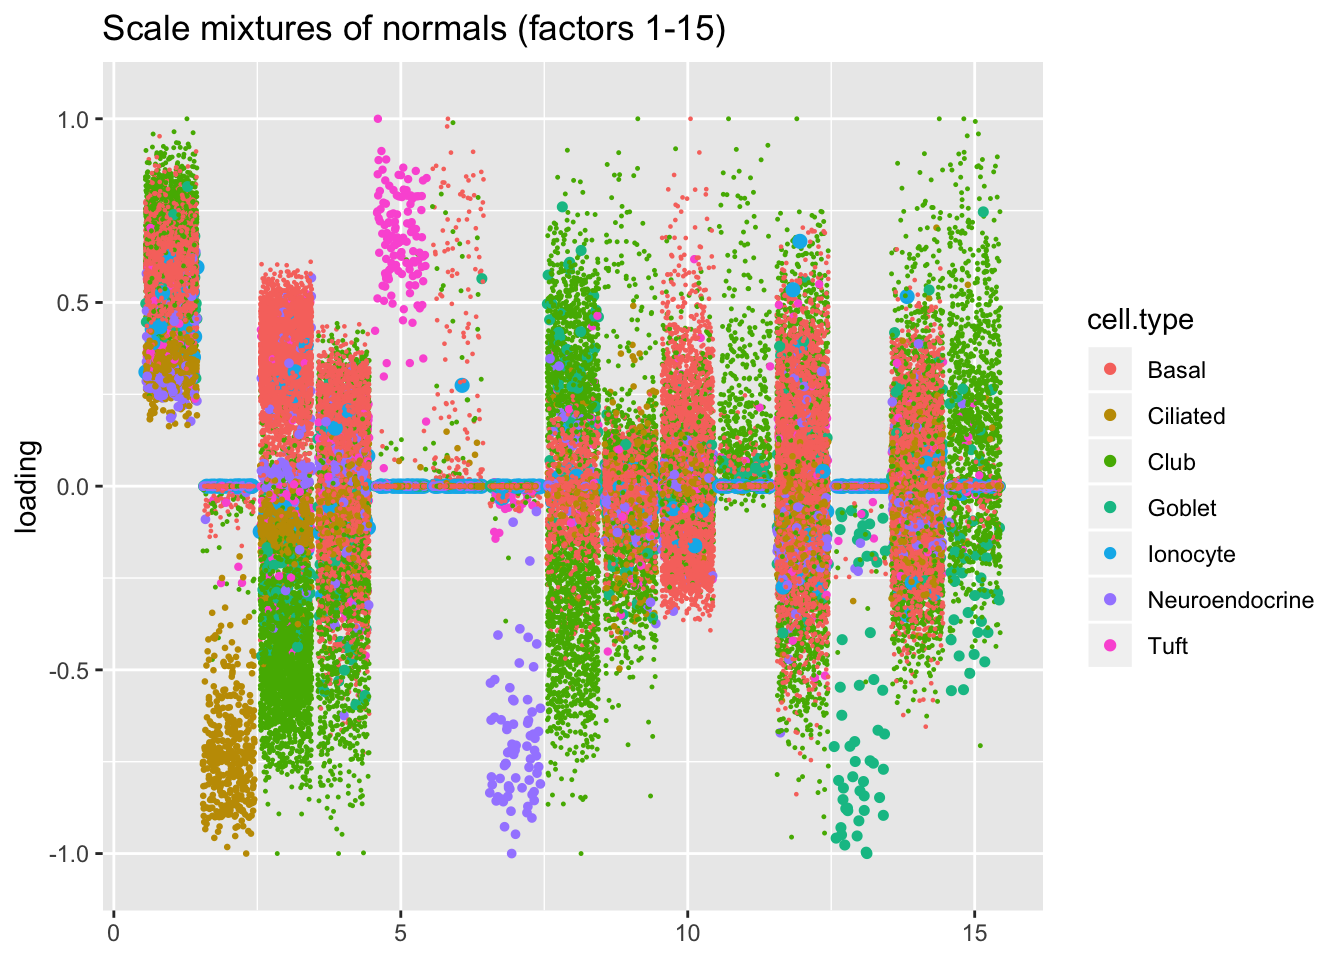 Scale mixtures of normals (factors 1-15)
1.0
0.5
0.0
-0.5
-1.0
loading
0
5
10
15
cell.type
Basal
Ciliated
Club
Goblet
Ionocyte
Neuroendocrine
Tuft